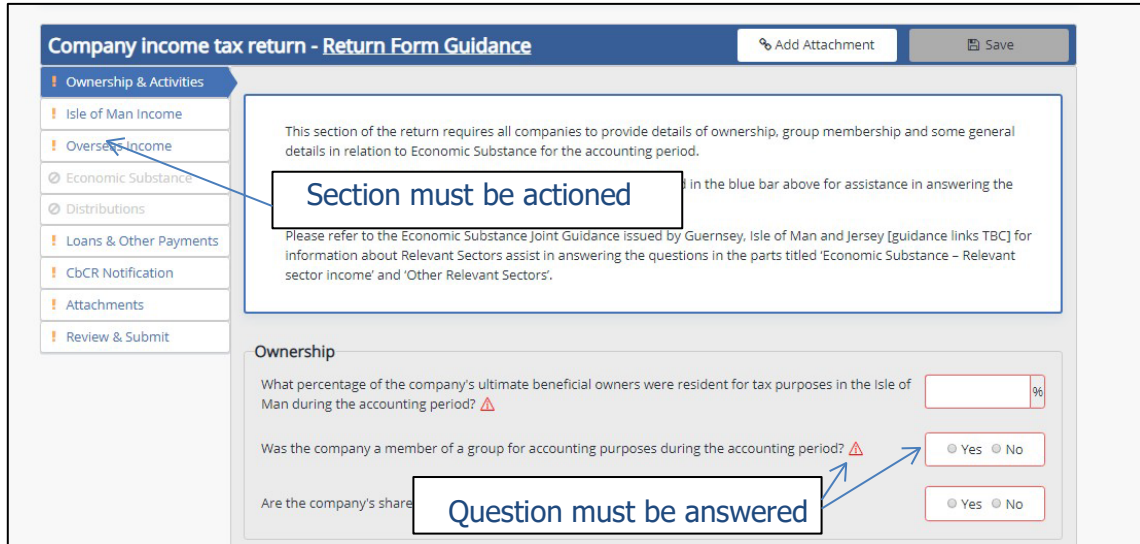 Company income tax return - Return Form Guidance
Add Attachment
Save
Ownership & Activities
Isle of Man Income
Overseas Income
Economic Substance
Distributions
Loans & Other Payments
CbCR Notification
Attachments
Review & Submit
This section of the return requires all companies to provide details of ownership, group membership and some general
details in relation to Economic Substance for the accounting period.
in the blue bar above for assistance in answering the
Section must be actioned
Please refer to the Economic Substance Joint Guidance issued by Guernsey, Isle of Man and Jersey [guidance links TBC] for
information about Relevant Sectors assist in answering the questions in the parts titled ‘Economic Substance – Relevant
sector income’ and ‘Other Relevant Sectors’.
Ownership
What percentage of the company's ultimate beneficial owners were resident for tax purposes in the Isle of
Man during the accounting period?
%
Was the company a member of a group for accounting purposes during the accounting period?
Yes No
Are the company's share
Yes No
Question must be answered